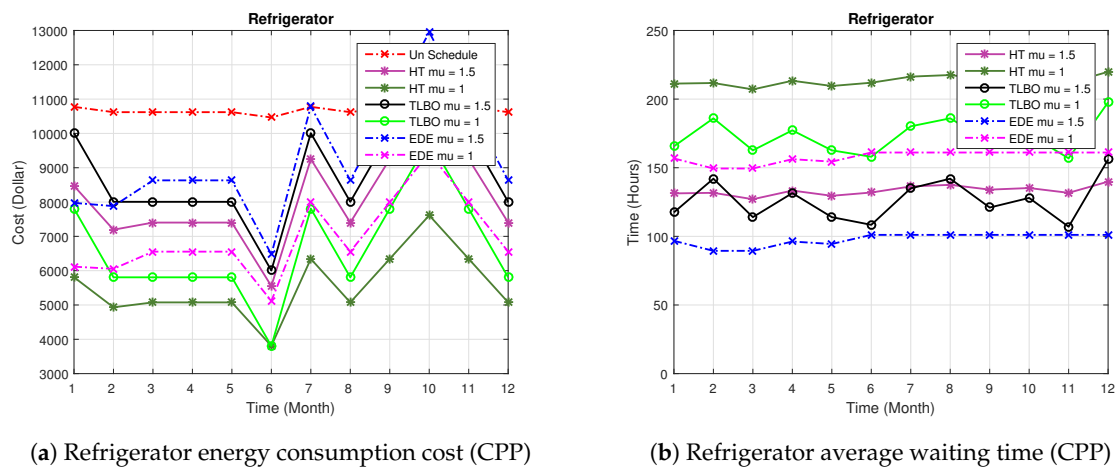 Refrigerator
13000
12000
11000
10000
9000
8000
7000
6000
5000
4000
3000
Cost (Dollar)
Un Schedule
HT mu = 1.5
HT mu = 1
TLBO mu = 1.5
TLBO mu = 1
EDE mu = 1.5
EDE mu = 1
1 2 3 4 5 6 7 8 9 10 11 12
Time (Month)
(a) Refrigerator energy consumption cost (CPP)
Refrigerator
250
200
150
100
50
0
Time (Hours)
HT mu = 1.5
HT mu = 1
TLBO mu = 1.5
TLBO mu = 1
EDE mu = 1.5
EDE mu = 1
1 2 3 4 5 6 7 8 9 10 11 12
Time (Month)
(b) Refrigerator average waiting time (CPP)